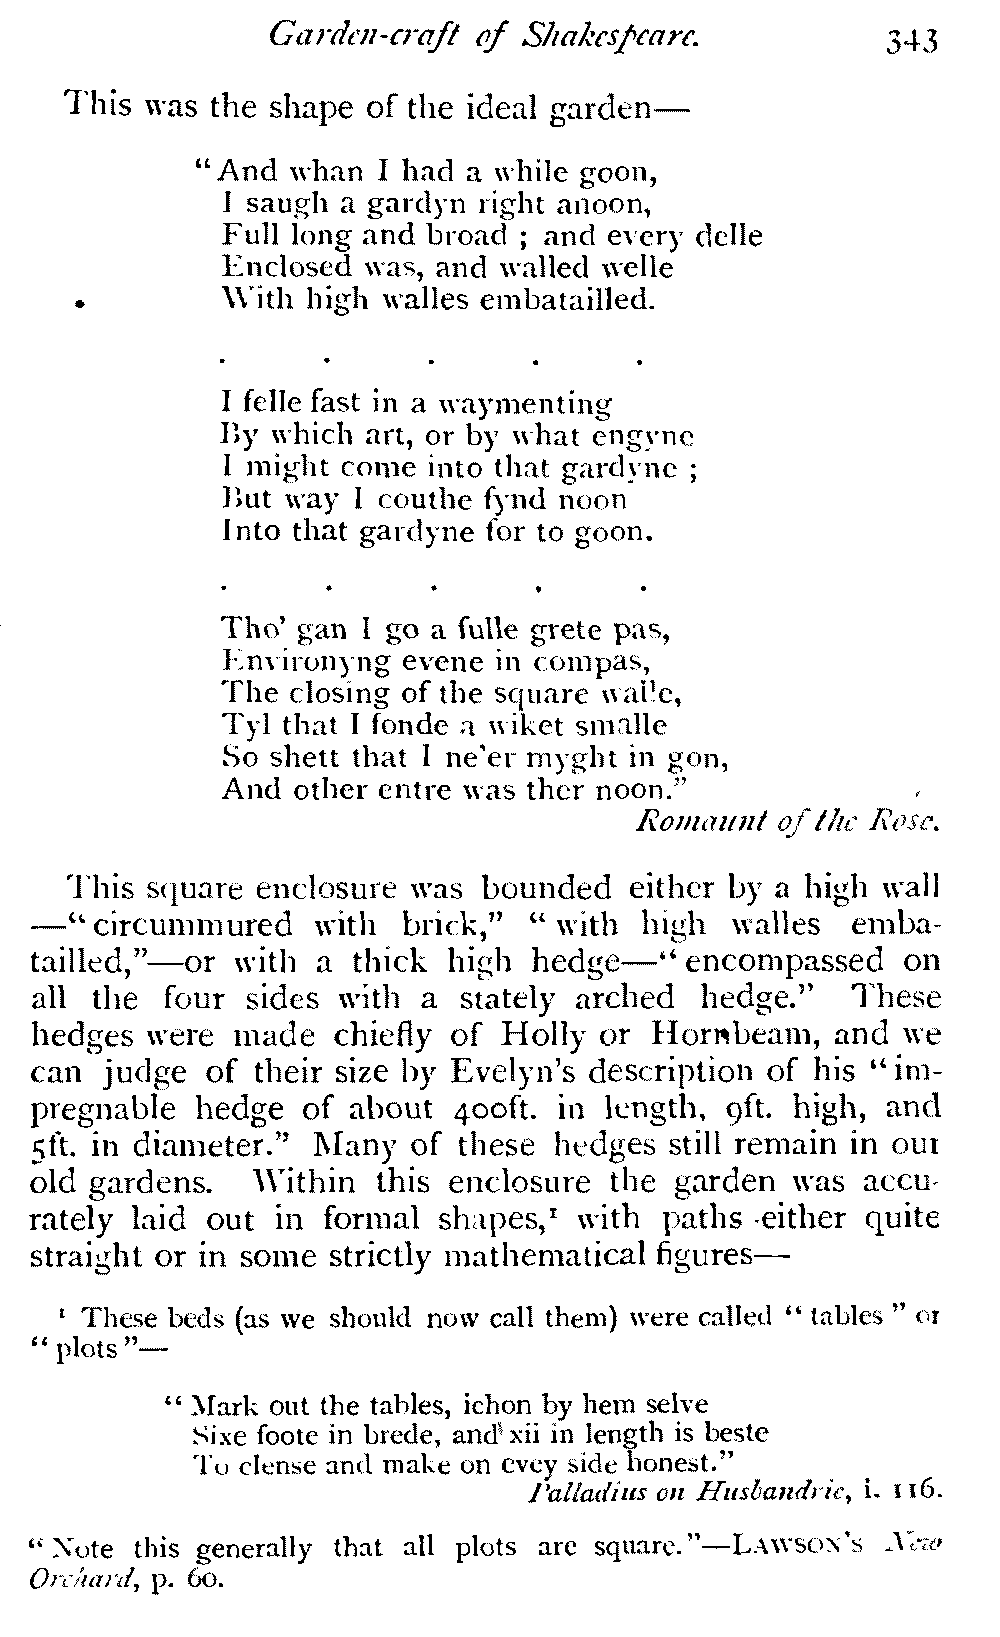 Garden-craft of Shakespeare. 343
This was the shape of the ideal garden—
“And whan I had a while goon,
I saugh a gardyn right anoon,
Full long and broad ; and every delle
Enclosed was, and walled welle
With high walles embatailled.
. . . . .
I felle fast in a waymenting
By which art, or by what engyne
I might come into that gardyne ;
But way I couthe fynd noon
Into that gardyne for to goon.
. . . . .
Tho’ gan I go a fulle grete pas,
Environyng evene in compas,
The closing of the square walle,
Tyl that I fonde a wiket smalle
So shett that I ne’er myght in gon,
And other entre was ther noon.”
Romaunt of the Rose.
This square enclosure was bounded either by a high wall
—“circummured with brick,” “with high walles emba-
tailled,”—or with a thick high hedge—“encompassed on
all the four sides with a stately arched hedge.” These
hedges were made chiefly of Holly or Hornbeam, and we
can judge of their size by Evelyn’s description of his “im-
pregnable hedge of about 400ft. in length, 9ft. high, and
5ft. in diameter.” Many of these hedges still remain in our
old gardens. Within this enclosure the garden was accu-
rately laid out in formal shapes,¹ with paths either quite
straight or in some strictly mathematical figures—
¹ These beds (as we should now call them) were called “tables” or
“plots”—
“Mark out the tables, ichon by hem selve
Sixe foote in brede, and xii in length is beste
To clense and make on evey side honest.”
Palladius on Husbandrie, i. 116.
“Note this generally that all plots are square.”—LAWSON’S New
Orchard, p. 60.